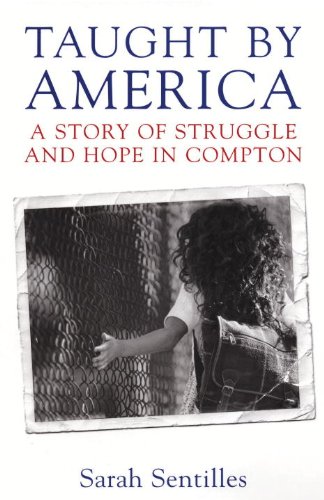 TAUGHT BY
AMERICA
A STORY OF STRUGGLE
AND HOPE IN COMPTON
Sarah Sentilles